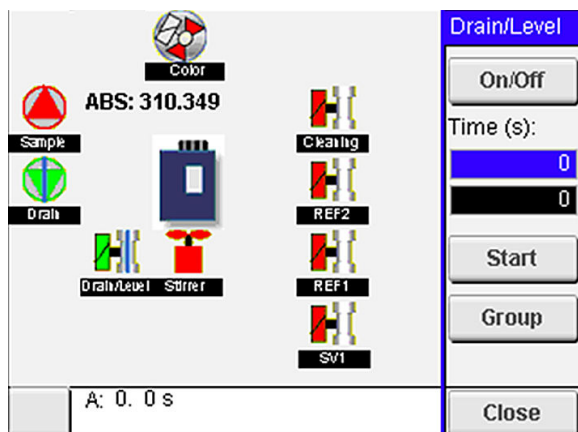 Drain/Level
Color
On/Off
ABS: 310.349
Time (s):
Sample
Cleaning
0
0
Drain
REF2
Drain/Level
Stirrer
REF1
Start
Group
SV1
A: 0. 0 s
Close